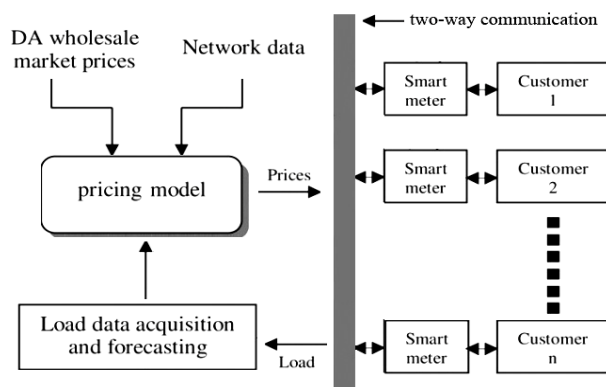 DA wholesale
market prices
Network data
two-way communication
pricing model
Prices
Load data acquisition
and forecasting
Load
Smart
meter
Customer
1
Smart
meter
Customer
2
Smart
meter
Customer
n